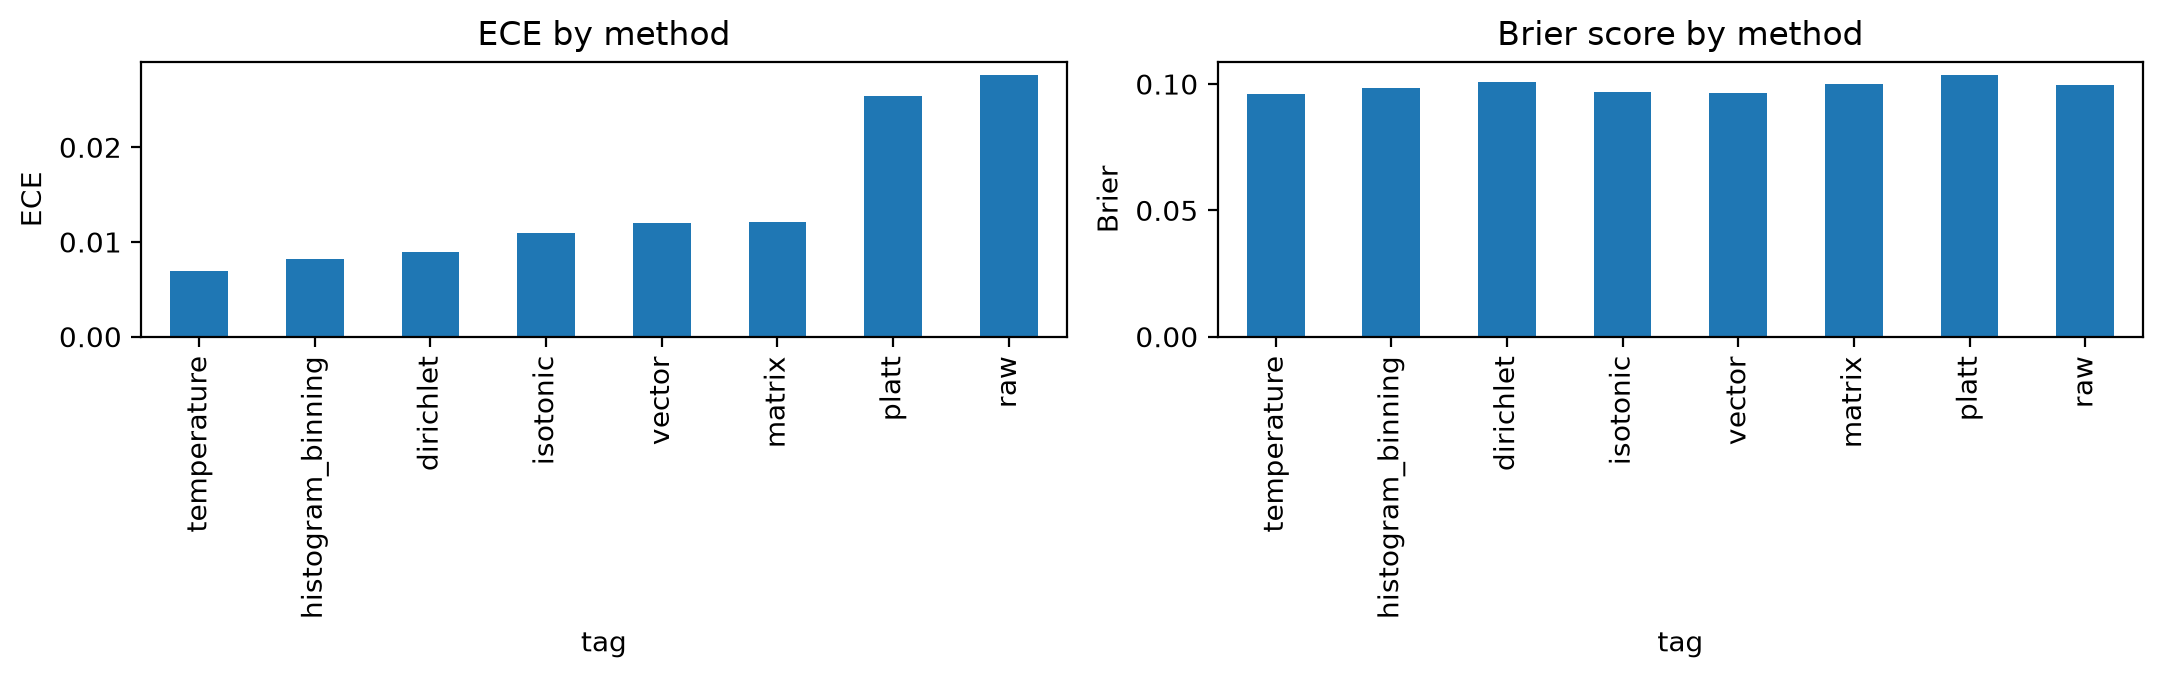 ECE by method
ECE
0.02
0.01
0.00
temperature
histogram_binning
dirichlet
isotonic
vector
matrix
platt
raw
tag
Brier score by method
Brier
0.10
0.05
0.00
temperature
histogram_binning
dirichlet
isotonic
vector
matrix
platt
raw
tag